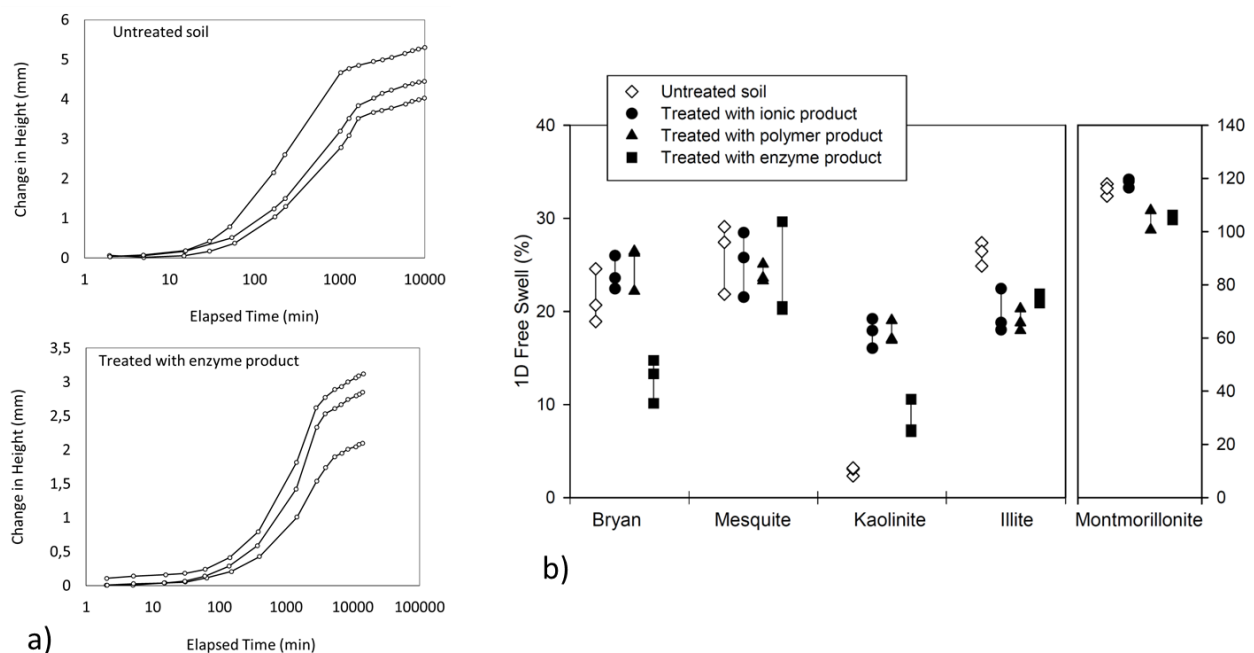 6
5
4
3
2
1
0
Change in Height (mm)
Untreated soil
1 10 100 1000 10000
Elapsed Time (min)
3,5
3
2,5
2
1,5
1
0,5
0
Change in Height (mm)
Treated with enzyme product
1 10 100 1000 10000 100000
Elapsed Time (min)
a)
Untreated soil
Treated with ionic product
Treated with polymer product
Treated with enzyme product
40
30
20
10
0
1D Free Swell (%)
140
120
100
80
60
40
20
0
Bryan Mesquite Kaolinite Illite Montmorillonite
b)